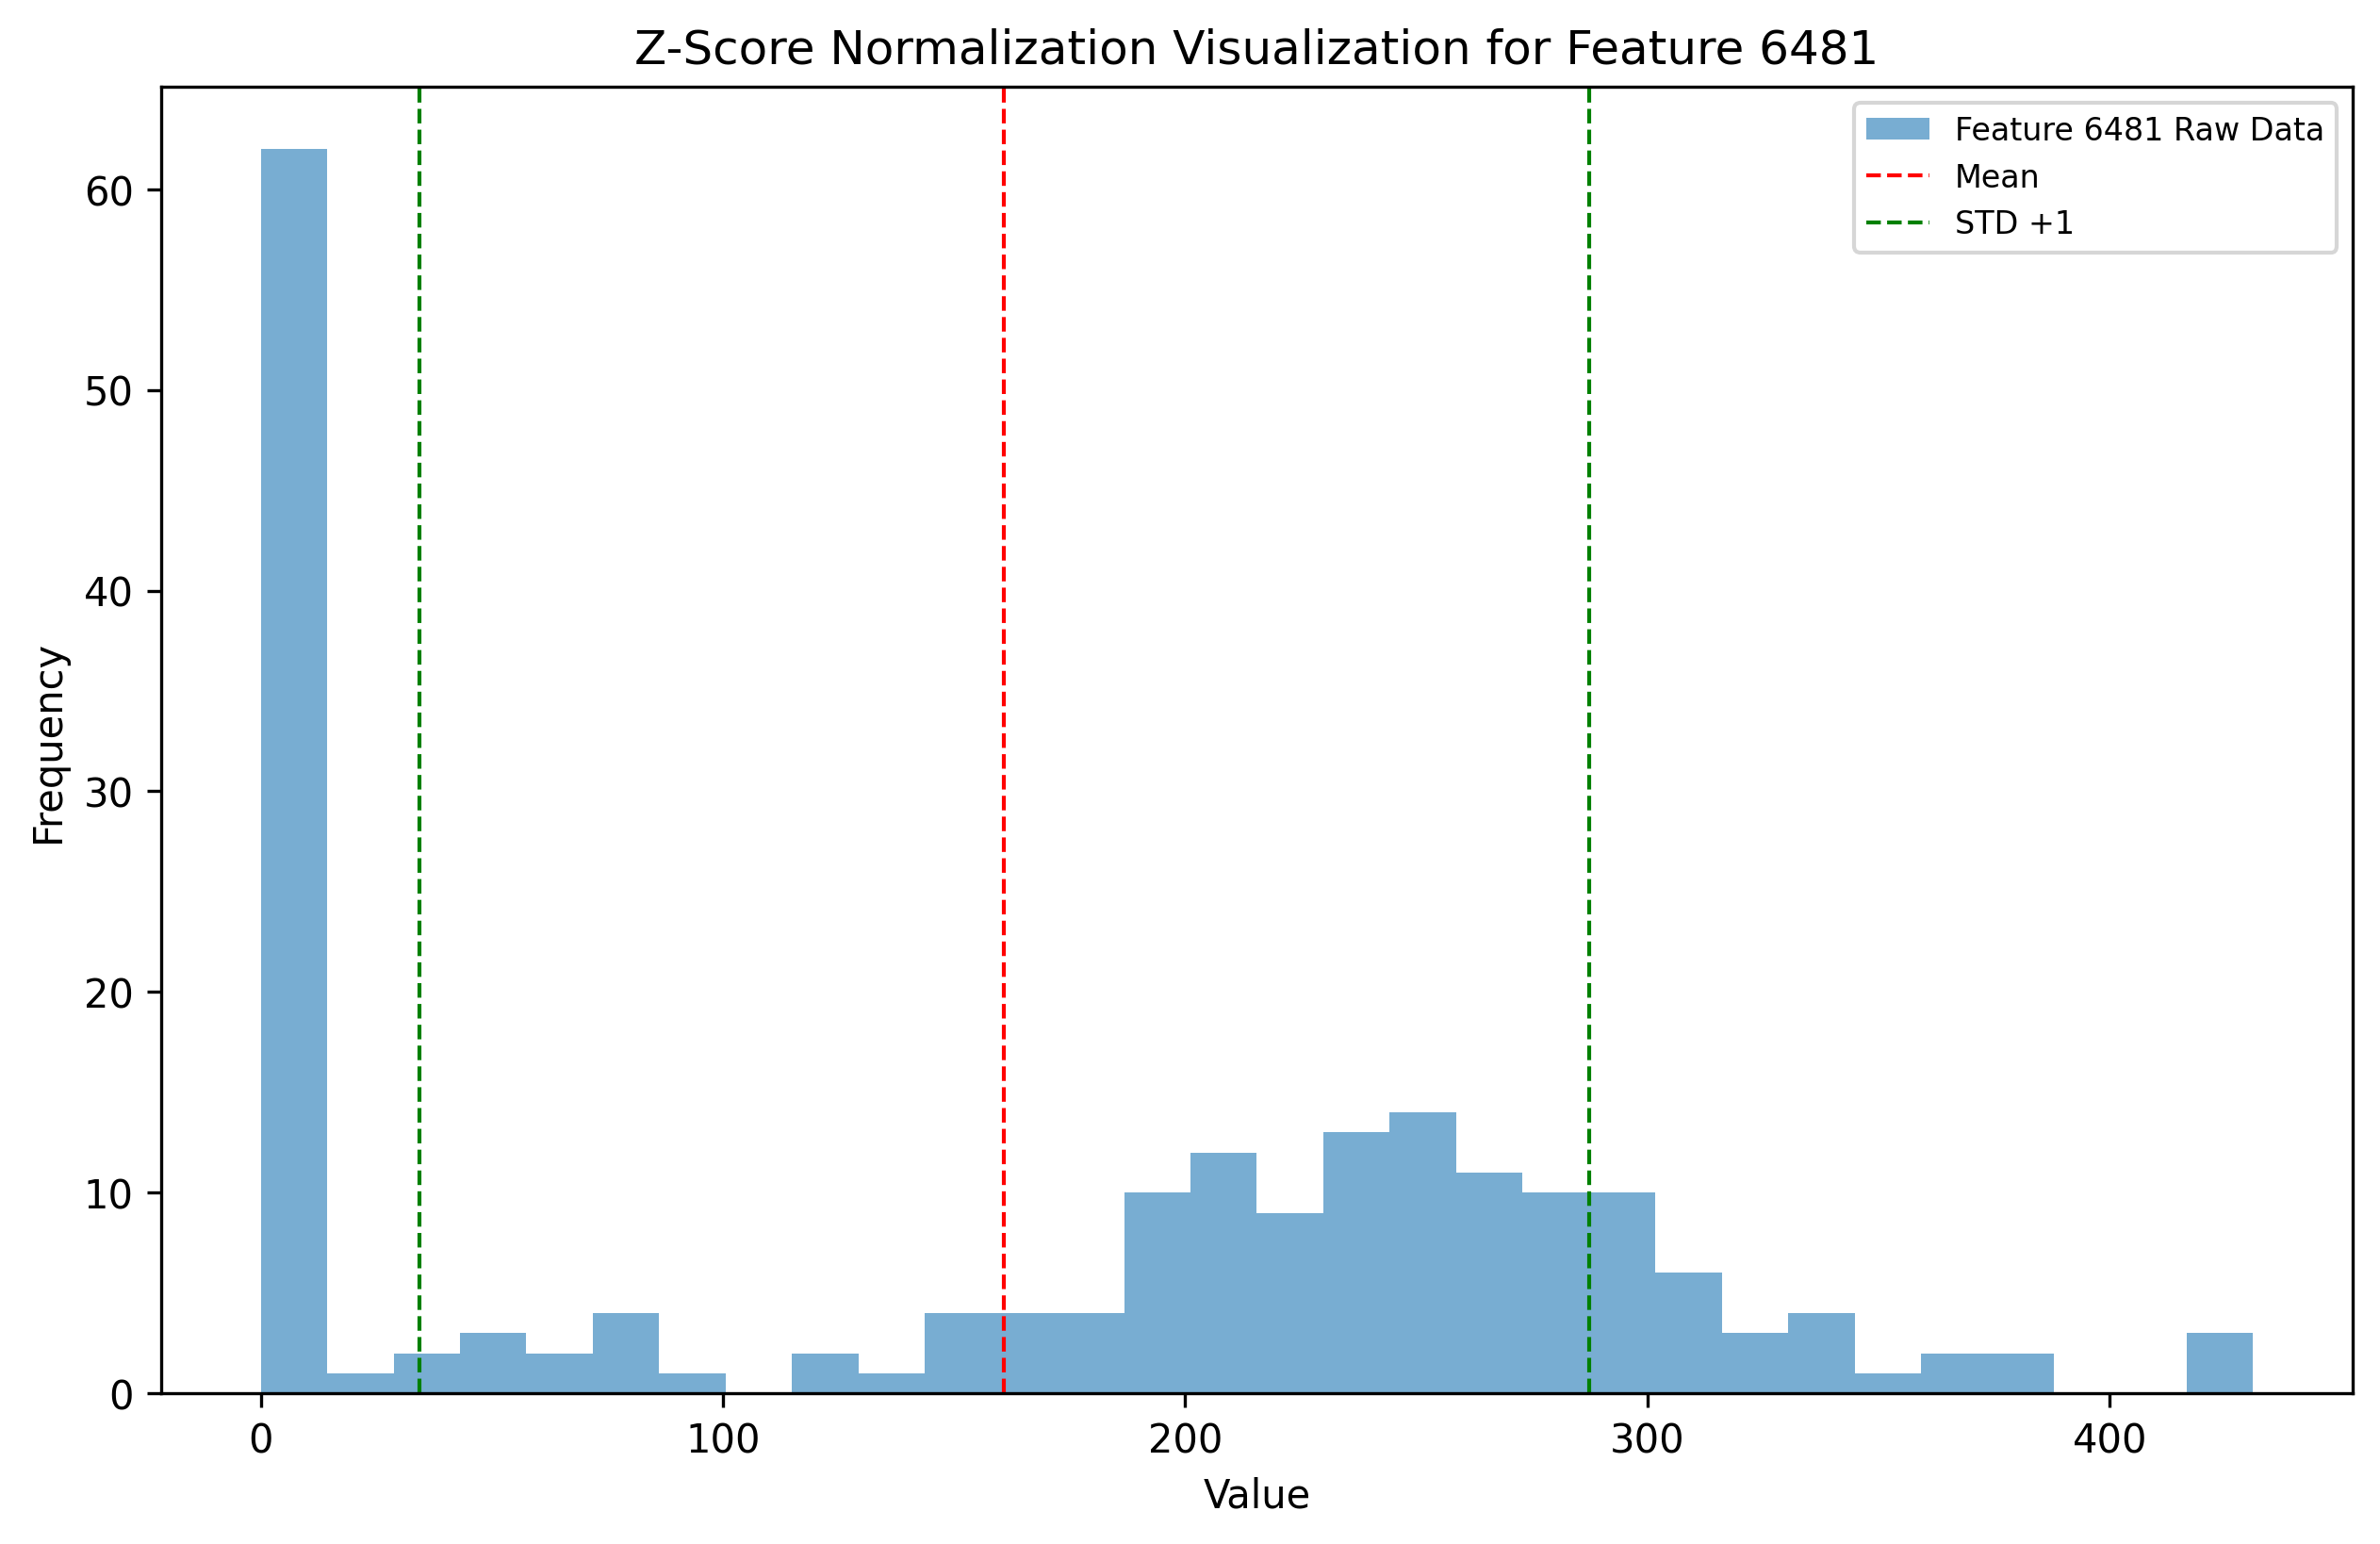 Z-Score Normalization Visualization for Feature 6481
Feature 6481 Raw Data
Mean
STD +1
60
50
40
30
20
10
0
Frequency
0 100 200 300 400
Value